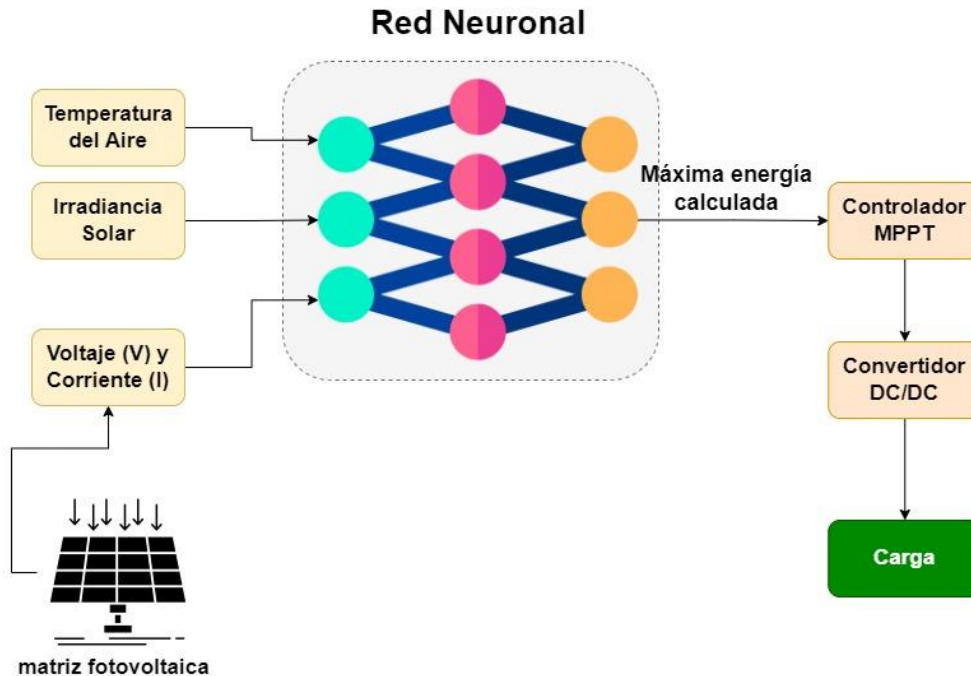 Red Neuronal
Temperatura
del Aire
Irradiancia
Solar
Voltaje (V) y
Corriente (I)
matriz fotovoltaica
Máxima energía
calculada
Controlador
MPPT
Convertidor
DC/DC
Carga